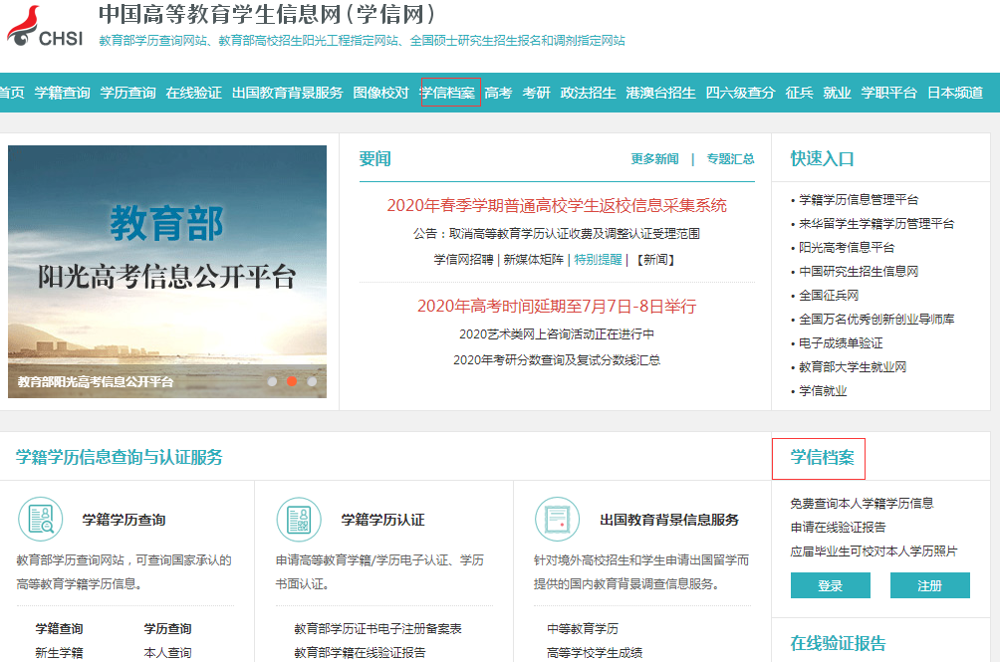 CHSI
中国高等教育学生信息网(学信网)
教育部学历查询网站、教育部高校招生阳光工程指定网站、全国硕士研究生招生报名和调剂指定网站
首页 学籍查询 学历查询 在线验证 出国教育背景服务 图像校对 学信档案 高考 考研 政法招生 港澳台招生 四六级查分 征兵 就业 学职平台 日本频道
教育部
阳光高考信息公开平台
教育部阳光高考信息公开平台
要闻 更多新闻 | 专题汇总
2020年春季学期普通高校学生返校信息采集系统
公告：取消高等教育学历认证收费及调整认证受理范围
学信网招聘 | 新媒体矩阵 | 特别提醒 | 【新闻】
2020年高考时间延期至7月7日-8日举行
2020艺术类网上咨询活动正在进行中
2020年考研分数查询及复试分数线汇总
快速入口
• 学籍学历信息管理平台
• 来华留学生学籍学历管理平台
• 阳光高考信息平台
• 中国研究生招生信息网
• 全国征兵网
• 全国万名优秀创新创业导师库
• 电子成绩单验证
• 教育部大学生就业网
• 学信就业
学籍学历信息查询与认证服务
学籍学历查询
教育部学历查询网站，可查询国家承认的
高等教育学籍学历信息。
学籍查询 学历查询
新生学籍 本人查询
学籍学历认证
申请高等教育学籍/学历电子认证、学历
书面认证。
教育部学历证书电子注册备案表
教育部学籍在线验证报告
出国教育背景信息服务
针对境外高校招生和学生申请出国留学而
提供的国内教育背景调查信息服务。
中等教育学历
高等学校学生成绩
学信档案
免费查询本人学籍学历信息
申请在线验证报告
应届毕业生可校对本人学历照片
登录 注册
在线验证报告